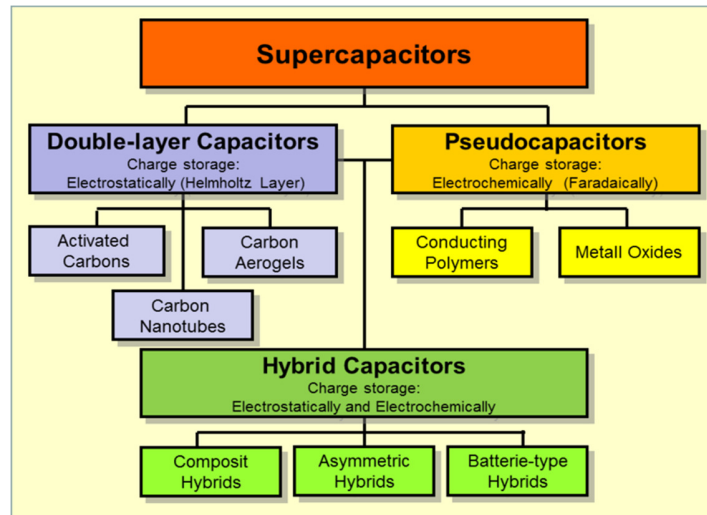 Supercapacitors
Double-layer Capacitors
Charge storage:
Electrostatically (Helmholtz Layer)
Pseudocapacitors
Charge storage:
Electrochemically (Faradaically)
Activated
Carbons
Carbon
Aerogels
Carbon
Nanotubes
Conducting
Polymers
Metall Oxides
Hybrid Capacitors
Charge storage:
Electrostatically and Electrochemically
Composit
Hybrids
Asymmetric
Hybrids
Batterie-type
Hybrids